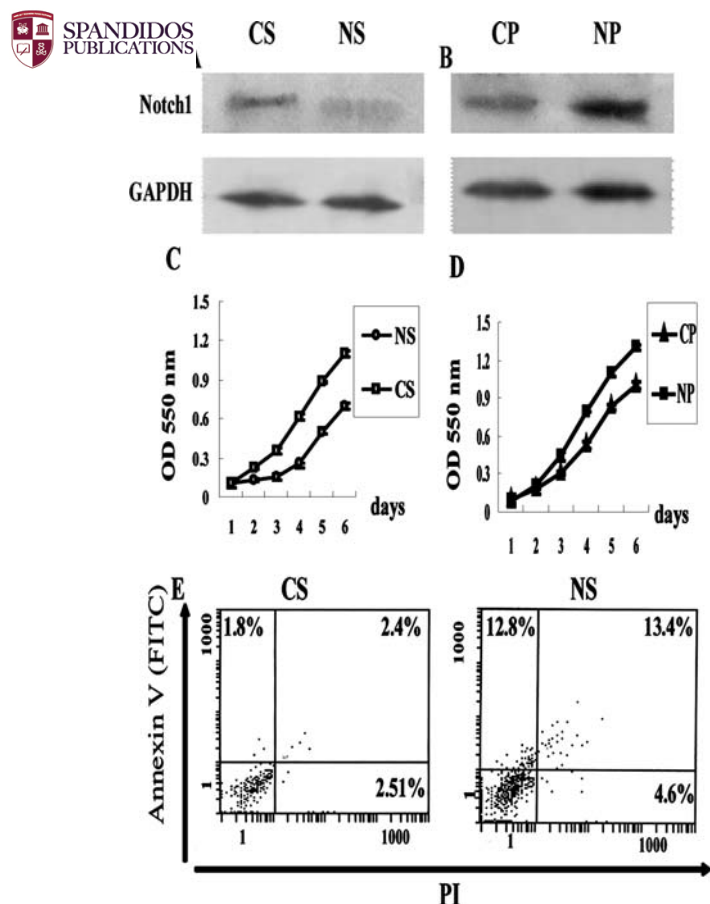 SPANDIDOS
PUBLICATIONS
CS NS
B CP NP
Notch1
GAPDH
C
1.5
1.2
0.9
0.6
0.3
0
OD 550 nm
1 2 3 4 5 6
days
NS
CS
D
1.5
1.2
0.9
0.6
0.3
0
OD 550 nm
1 2 3 4 5 6
days
CP
NP
E CS NS
Annexin V (FITC)
1000
1
1.8% 2.4%
2.51%
1 1000
1000
1
12.8% 13.4%
4.6%
1 1000
PI